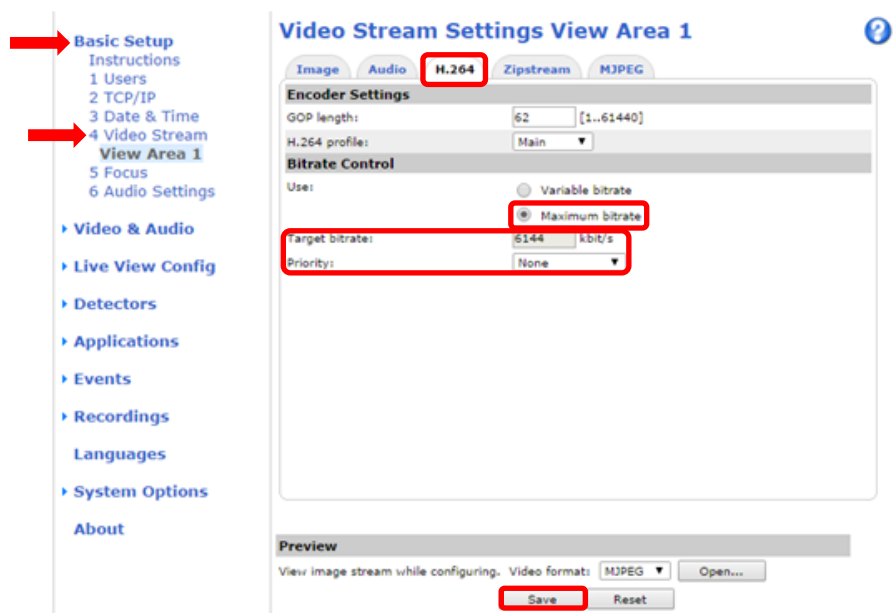 Basic Setup
Instructions
1 Users
2 TCP/IP
3 Date & Time
4 Video Stream
View Area 1
5 Focus
6 Audio Settings
Video & Audio
Live View Config
Detectors
Applications
Events
Recordings
Languages
System Options
About
Video Stream Settings View Area 1
?
Image Audio H.264 Zipstream MJPEG
Encoder Settings
GOP length: 62 [1..61440]
H.264 profile: Main
Bitrate Control
Use: Variable bitrate
Maximum bitrate
Target bitrate: 6144 kbit/s
Priority: None
Preview
View image stream while configuring. Video format: MJPEG Open...
Save Reset